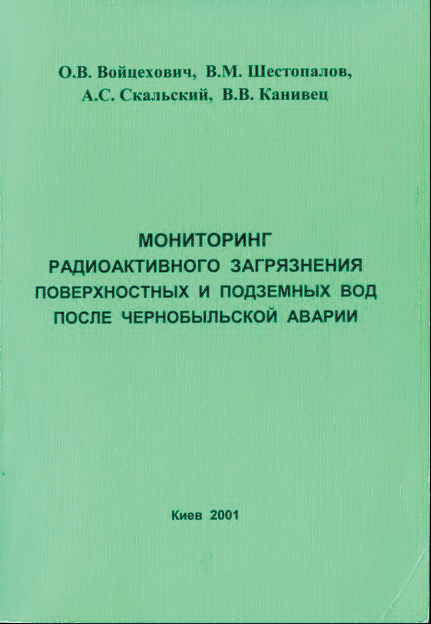 О.В. Войцехович, В.М. Шестопалов,
А.С. Скальский, В.В. Канивец
МОНИТОРИНГ
РАДИОАКТИВНОГО ЗАГРЯЗНЕНИЯ
ПОВЕРХНОСТНЫХ И ПОДЗЕМНЫХ ВОД
ПОСЛЕ ЧЕРНОБЫЛЬСКОЙ АВАРИИ
Киев 2001